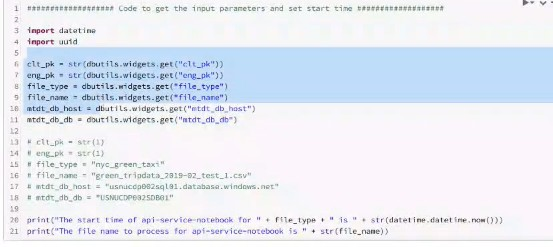 1 ################### Code to get the input parameters and set start time ###################
2
3 import datetime
4 import uuid
5
6 clt_pk = str(dbutils.widgets.get("clt_pk"))
7 eng_pk = str(dbutils.widgets.get("eng_pk"))
8 file_type = dbutils.widgets.get("file_type")
9 file_name = dbutils.widgets.get("file_name")
10 mtdt_db_host = dbutils.widgets.get("mtdt_db_host")
11 mtdt_db_db = dbutils.widgets.get("mtdt_db_db")
12
13 # clt_pk = str(1)
14 # eng_pk = str(1)
15 # file_type = "nyc_green_taxi"
16 # file_name = "green_tripdata_2019-02_test_1.csv"
17 # mtdt_db_host = "usnucdp002sql01.database.windows.net"
18 # mtdt_db_db = "USNUCDP002SDB01"
19
20 print("The start time of api-service-notebook for " + file_type + " is " + str(datetime.datetime.now()))
21 print("The file name to process for api-service-notebook is " + str(file_name))